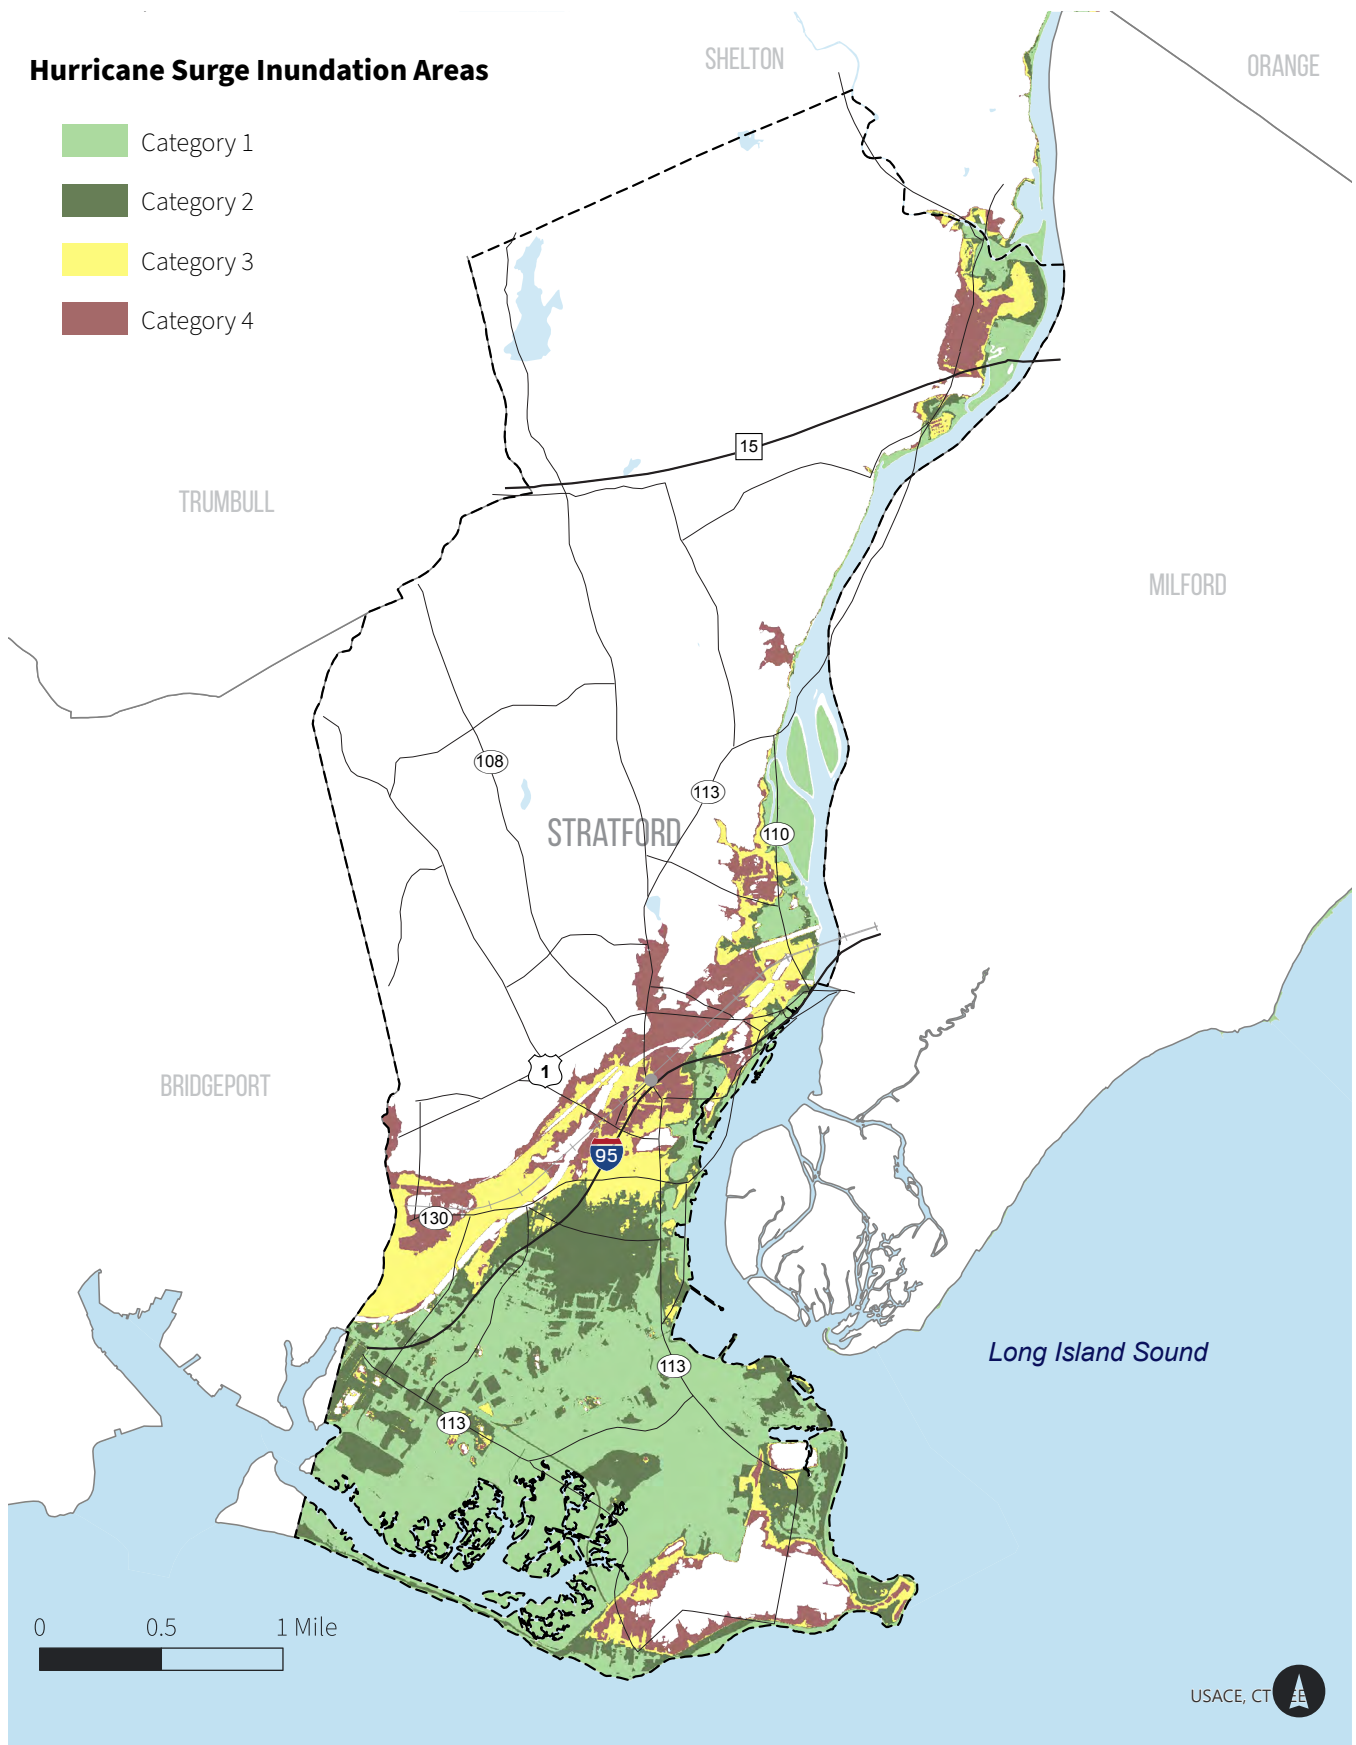 SHELTON
ORANGE
Hurricane Surge Inundation Areas
Category 1
Category 2
Category 3
Category 4
15
TRUMBULL
MILFORD
108
113
STRATFORD
110
1
BRIDGEPORT
95
130
Long Island Sound
113
113
0 0.5 1 Mile
USACE, CT